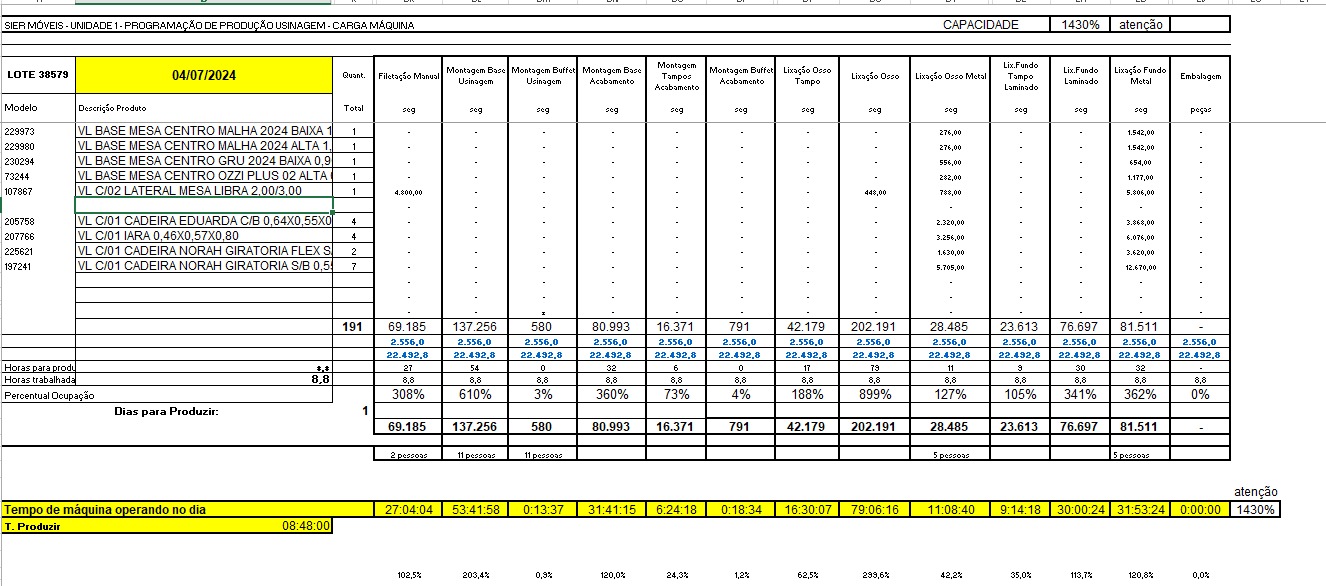 SIER MÓVEIS - UNIDADE 1 - PROGRAMAÇÃO DE PRODUÇÃO USINAGEM - CARGA MÁQUINA CAPACIDADE 1430% atenção
LOTE 38579 04/07/2024 Quant. Filetação Manual Montagem Base Usinagem Montagem Buffet Usinagem Montagem Base Acabamento Montagem Tampos Acabamento Montagem Buffet Acabamento Lixação Osso Tampo Lixação Osso Lixação Osso Metal Lix.Fundo Tampo Laminado Lix.Fundo Laminado Lixação Fundo Metal Embalagem
Modelo Descrição Produto Total seg seg seg seg seg seg seg seg seg seg seg seg peças
229973 VL BASE MESA CENTRO MALHA 2024 BAIXA 1 1 - - - - - - - - 276,00 - - 1.542,00 -
229980 VL BASE MESA CENTRO MALHA 2024 ALTA 1, 1 - - - - - - - - 276,00 - - 1.542,00 -
230294 VL BASE MESA CENTRO GRU 2024 BAIXA 0,9 1 - - - - - - - - 556,00 - - 654,00 -
73244 VL BASE MESA CENTRO OZZI PLUS 02 ALTA 1 - - - - - - - - 282,00 - - 1.177,00 -
107867 VL C/02 LATERAL MESA LIBRA 2,00/3,00 1 4.800,00 - - - - - - 448,00 788,00 - - 5.806,00 -
- - - - - - - - - - - - -
205758 VL C/01 CADEIRA EDUARDA C/B 0,64X0,55X0 4 - - - - - - - - 2.320,00 - - 3.868,00 -
207766 VL C/01 IARA 0,46X0,57X0,80 4 - - - - - - - - 3.256,00 - - 6.076,00 -
225621 VL C/01 CADEIRA NORAH GIRATORIA FLEX S 2 - - - - - - - - 1.630,00 - - 3.620,00 -
197241 VL C/01 CADEIRA NORAH GIRATORIA S/B 0,5 7 - - - - - - - - 5.705,00 - - 12.670,00 -
- - - - - - - - - - - - -
- - - - - - - - - - - - -
- - - - - - - - - - - -
191 69.185 137.256 580 80.993 16.371 791 42.179 202.191 28.485 23.613 76.697 81.511 -
2.556,0 2.556,0 2.556,0 2.556,0 2.556,0 2.556,0 2.556,0 2.556,0 2.556,0 2.556,0 2.556,0 2.556,0 2.556,0
22.492,8 22.492,8 22.492,8 22.492,8 22.492,8 22.492,8 22.492,8 22.492,8 22.492,8 22.492,8 22.492,8 22.492,8 22.492,8
Horas para produ *,* 27 54 0 32 6 0 17 79 11 9 30 32 -
Horas trabalhada 8,8 8,8 8,8 8,8 8,8 8,8 8,8 8,8 8,8 8,8 8,8 8,8 8,8 8,8
Percentual Ocupação 308% 610% 3% 360% 73% 4% 188% 899% 127% 105% 341% 362% 0%
Dias para Produzir: 1
69.185 137.256 580 80.993 16.371 791 42.179 202.191 28.485 23.613 76.697 81.511 -
2 pessoas 11 pessoas 11 pessoas 5 pessoas 5 pessoas
atenção
Tempo de máquina operando no dia 27:04:04 53:41:58 0:13:37 31:41:15 6:24:18 0:18:34 16:30:07 79:06:16 11:08:40 9:14:18 30:00:24 31:53:24 0:00:00 1430%
T. Produzir 08:48:00
102,5% 203,4% 0,9% 120,0% 24,3% 1,2% 62,5% 299,6% 42,2% 35,0% 113,7% 120,8% 0,0%